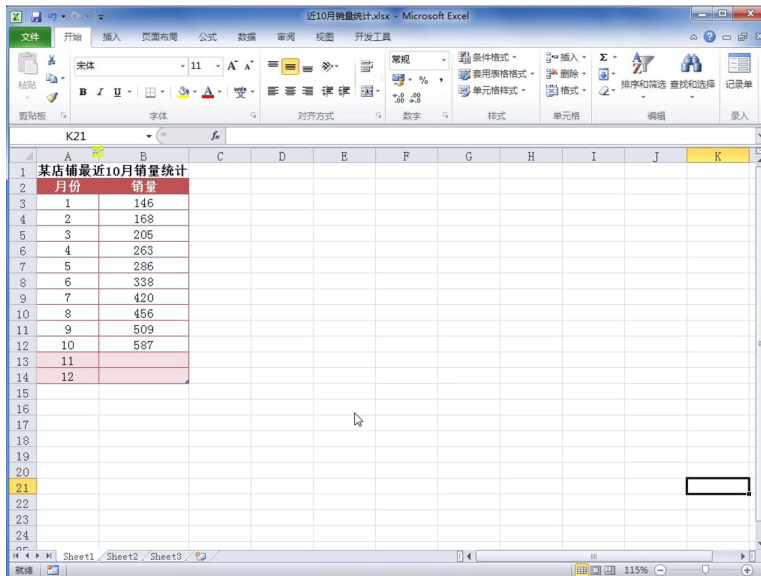 近10月销量统计.xlsx - Microsoft Excel
文件 开始 插入 页面布局 公式 数据 审阅 视图 开发工具
宋体 11 A A 常规 条件格式 插入 Σ
粘贴 B I U A 变 % , 套用表格格式 删除 排序和筛选 查找和选择 记录单
单元格样式 格式
剪贴板 字体 对齐方式 数字 样式 单元格 编辑 录入
K21 fx
A B C D E F G H I J K
1 某店铺最近10月销量统计
2 月份 销量
3 1 146
4 2 168
5 3 205
6 4 263
7 5 286
8 6 338
9 7 420
10 8 456
11 9 509
12 10 587
13 11
14 12
15
16
17
18
19
20
21
22
23
24
Sheet1 Sheet2 Sheet3
就绪 115%